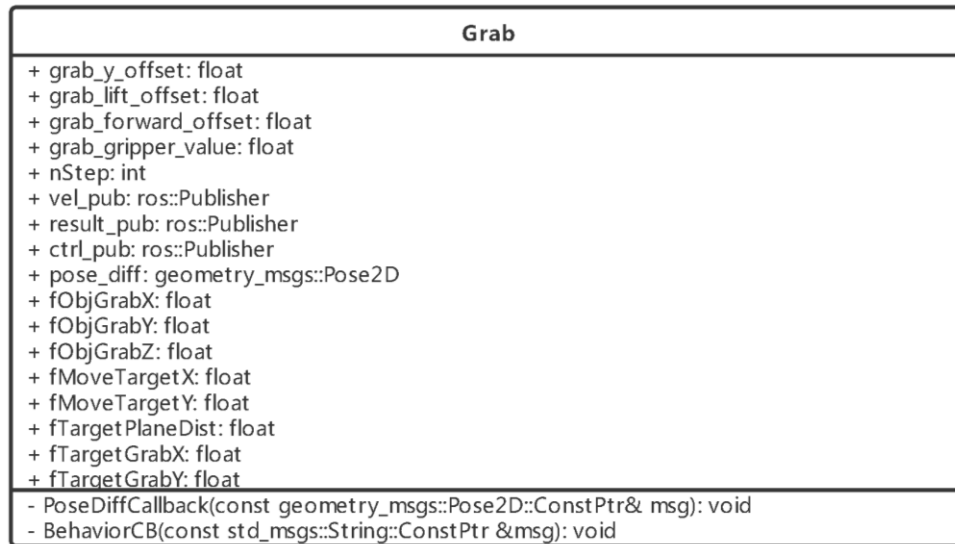 Grab
+ grab_y_offset: float
+ grab_lift_offset: float
+ grab_forward_offset: float
+ grab_gripper_value: float
+ nStep: int
+ vel_pub: ros::Publisher
+ result_pub: ros::Publisher
+ ctrl_pub: ros::Publisher
+ pose_diff: geometry_msgs::Pose2D
+ fObjGrabX: float
+ fObjGrabY: float
+ fObjGrabZ: float
+ fMoveTargetX: float
+ fMoveTargetY: float
+ fTargetPlaneDist: float
+ fTargetGrabX: float
+ fTargetGrabY: float
- PoseDiffCallback(const geometry_msgs::Pose2D::ConstPtr& msg): void
- BehaviorCB(const std_msgs::String::ConstPtr &msg): void